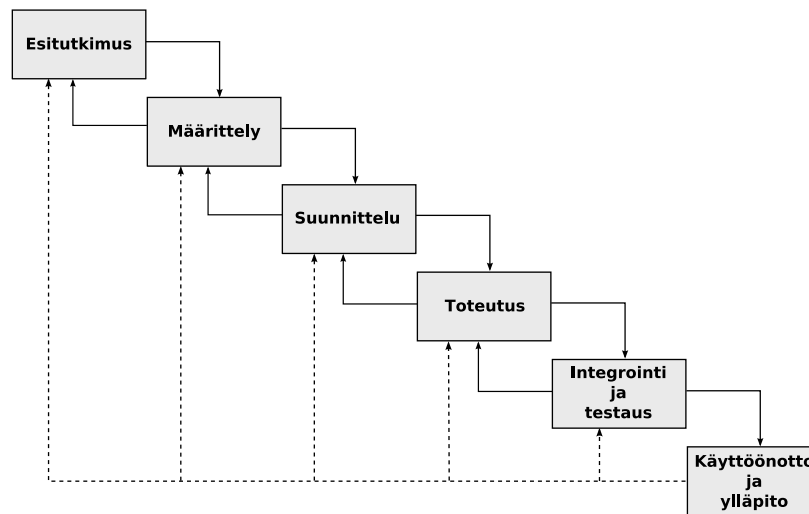 Esitutkimus
Määrittely
Suunnittelu
Toteutus
Integrointi
ja
testaus
Käyttöönotto
ja
ylläpito